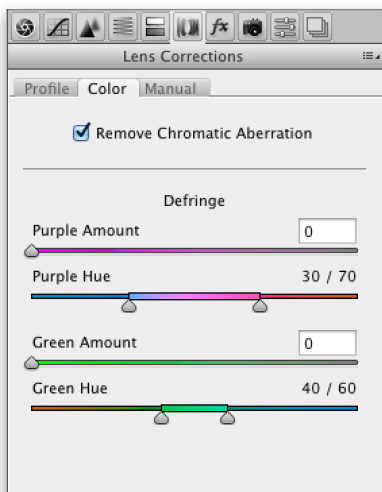 fx
Lens Corrections
Profile Color Manual
Remove Chromatic Aberration
Defringe
Purple Amount 0
Purple Hue 30 / 70
Green Amount 0
Green Hue 40 / 60